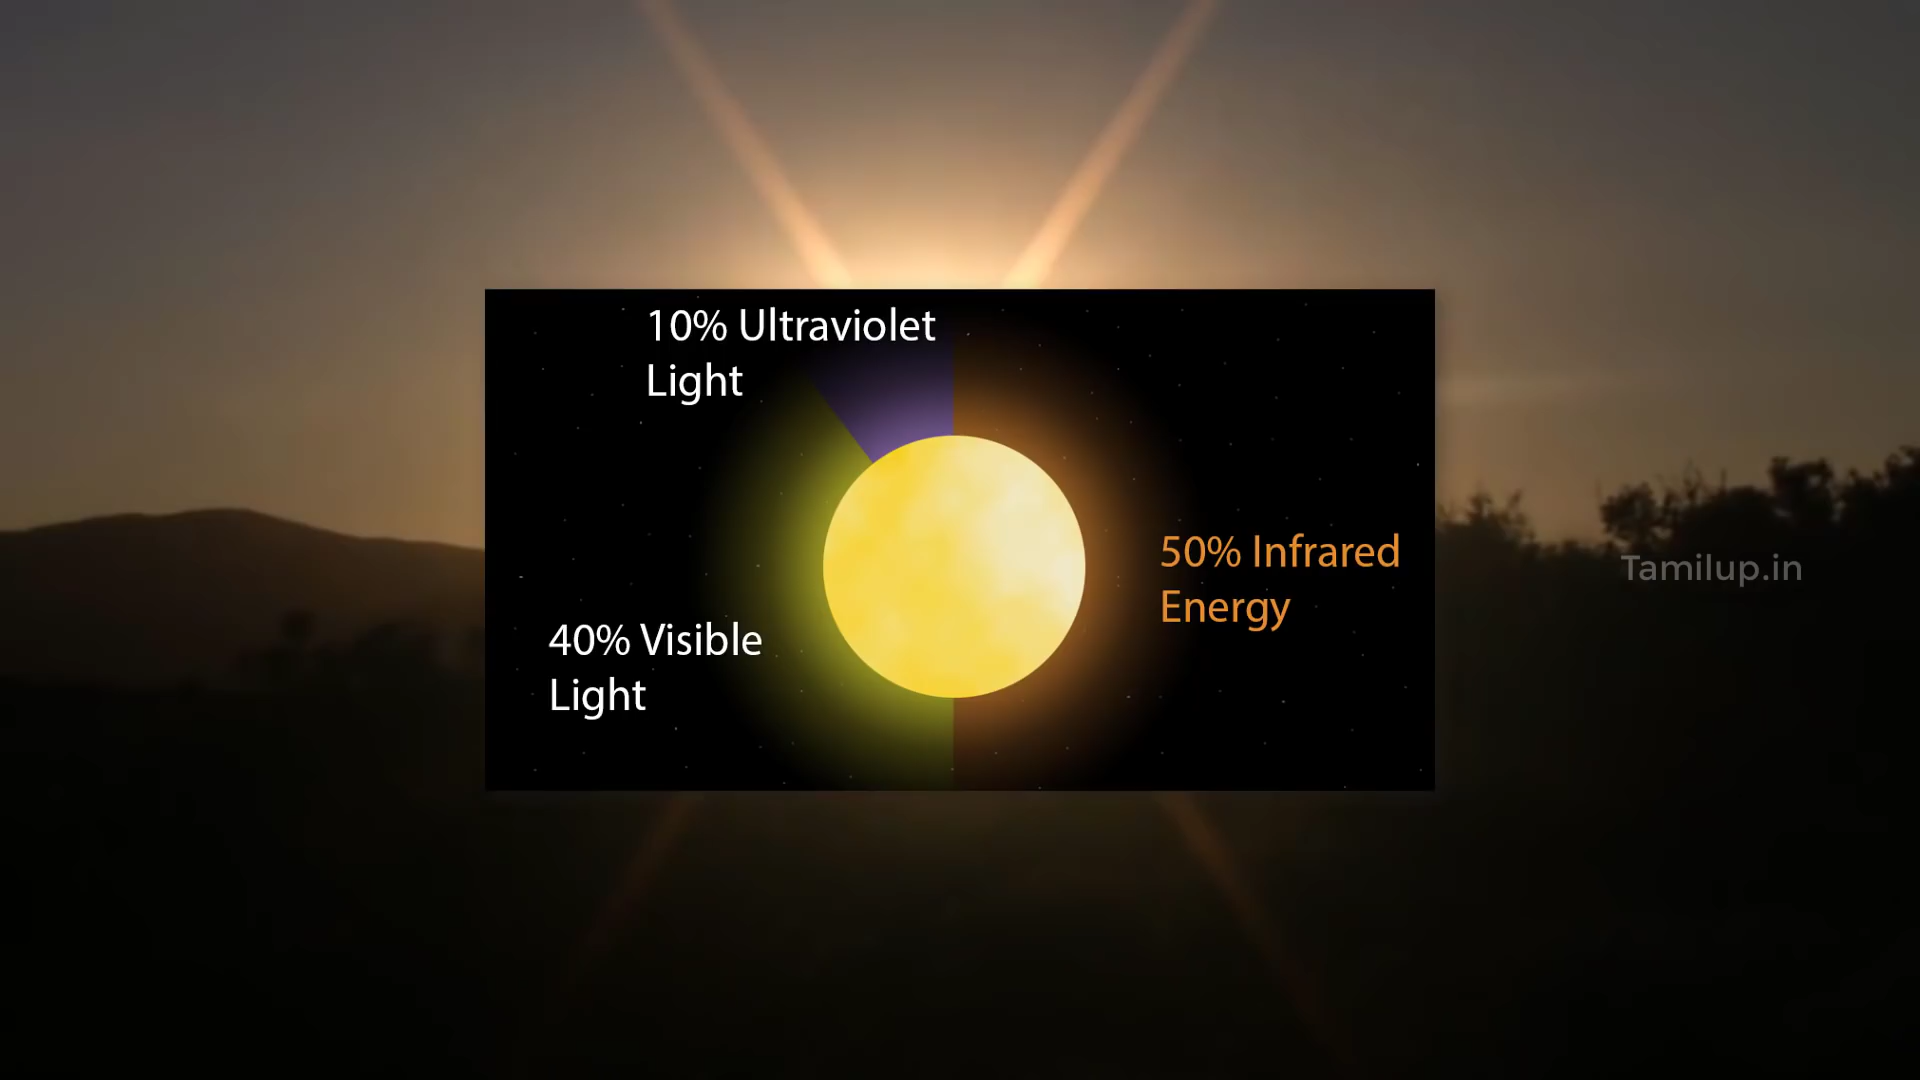 10% Ultraviolet
Light
50% Infrared
Energy
Tamilup.in
40% Visible
Light